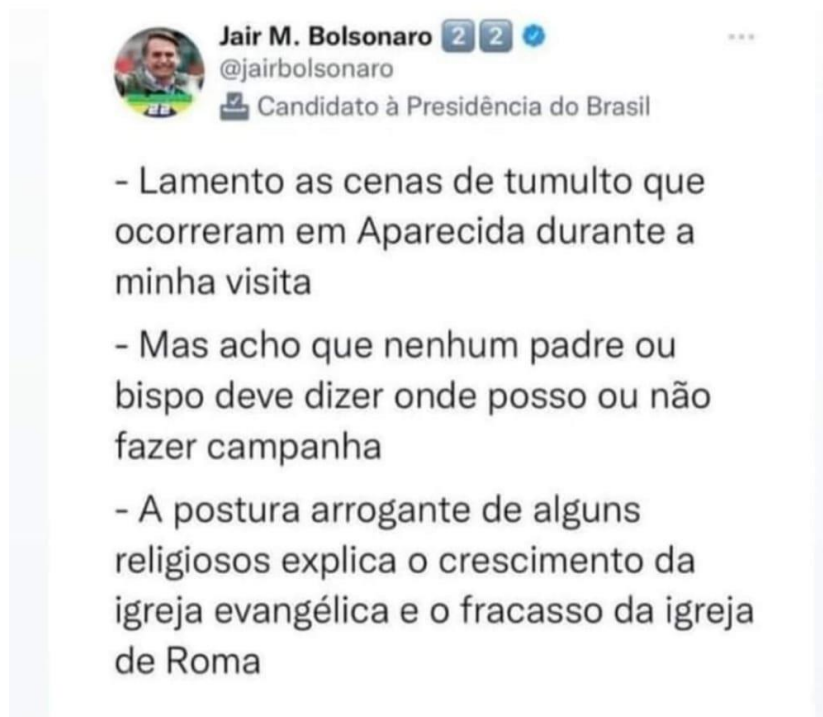 Jair M. Bolsonaro 2️⃣2️⃣
@jairbolsonaro
Candidato à Presidência do Brasil
- Lamento as cenas de tumulto que
ocorreram em Aparecida durante a
minha visita
- Mas acho que nenhum padre ou
bispo deve dizer onde posso ou não
fazer campanha
- A postura arrogante de alguns
religiosos explica o crescimento da
igreja evangélica e o fracasso da igreja
de Roma